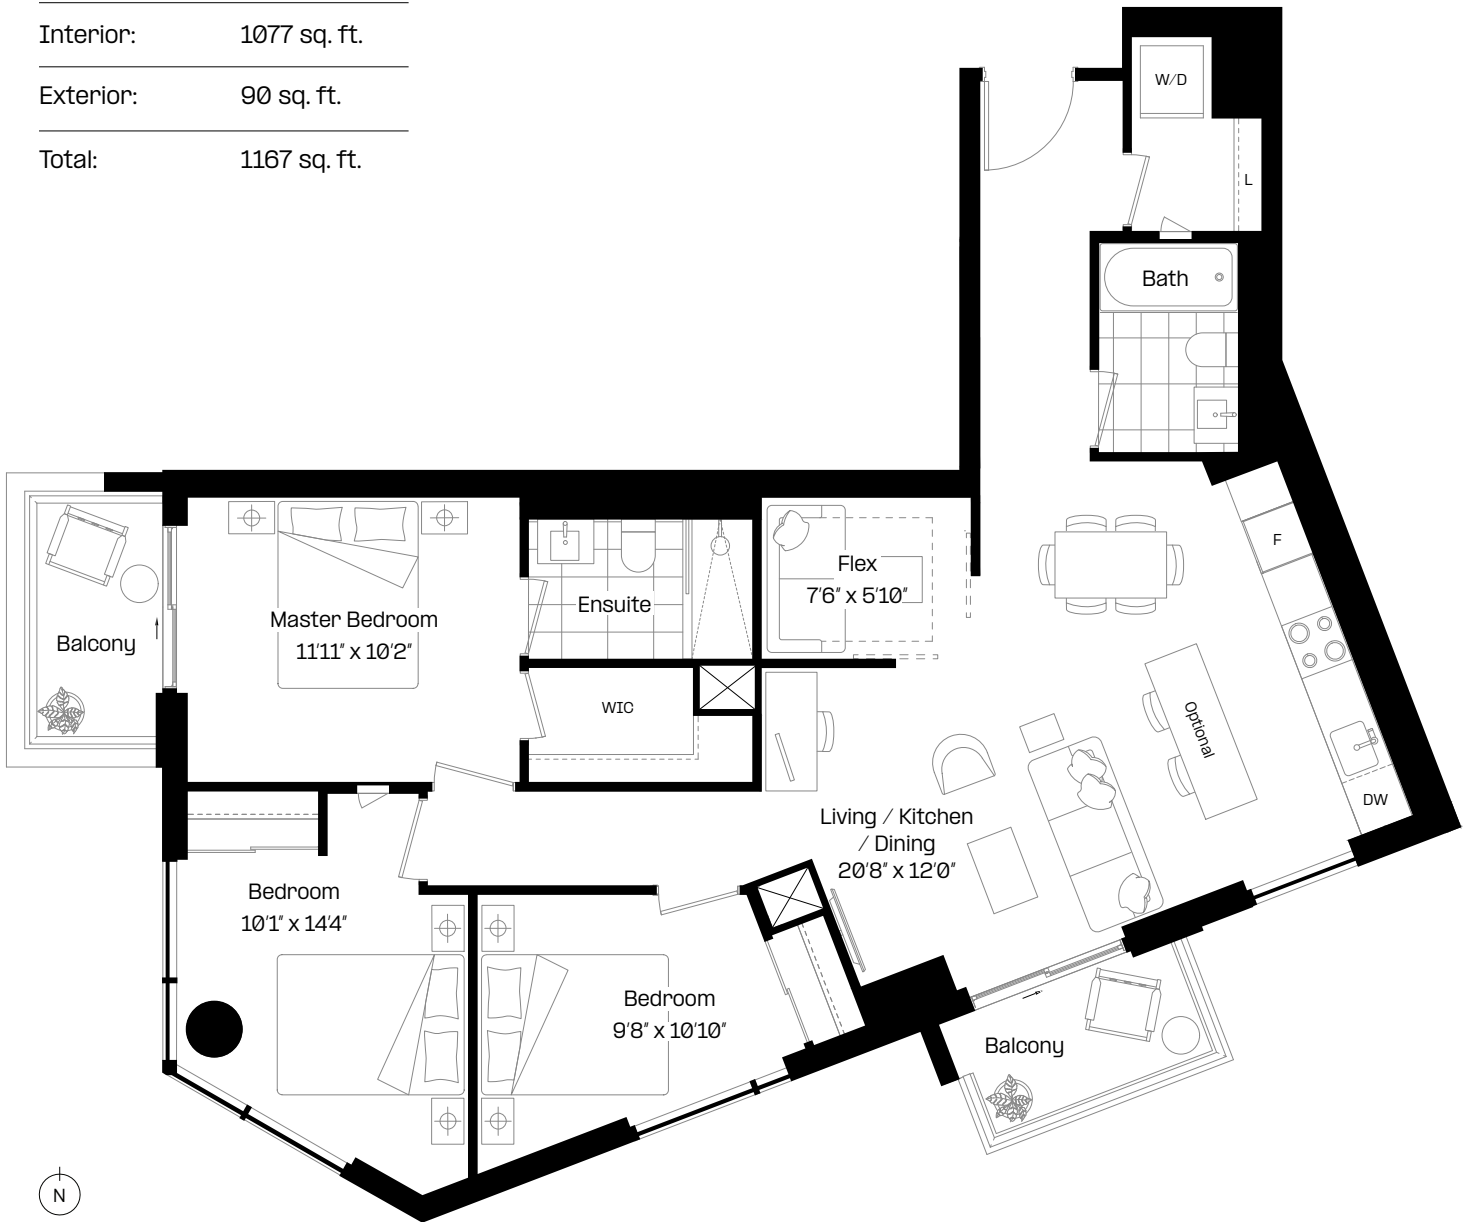 Interior: 1077 sq. ft.
Exterior: 90 sq. ft.
Total: 1167 sq. ft.
W/D
L
Bath
F
Flex
7'6" x 5'10"
Ensuite
Master Bedroom
11'11" x 10'2"
Balcony
WIC
Optional
DW
Living / Kitchen
/ Dining
20'8" x 12'0"
Bedroom
10'1" x 14'4"
Bedroom
9'8" x 10'10"
Balcony
N